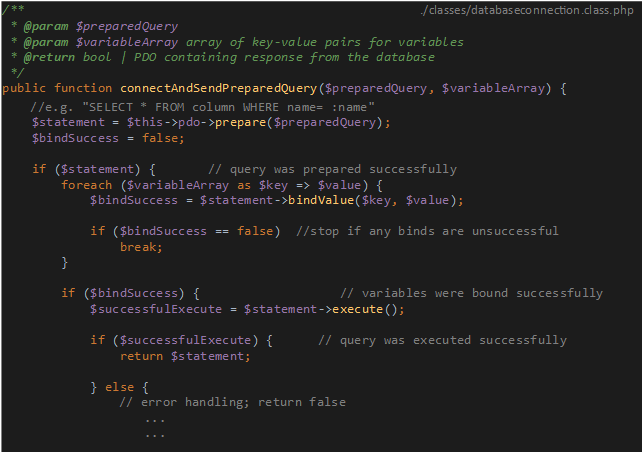 /**
./classes/databaseconnection.class.php
 * @param $preparedQuery
 * @param $variableArray array of key-value pairs for variables
 * @return bool | PDO containing response from the database
 */
public function connectAndSendPreparedQuery($preparedQuery, $variableArray) {
    //e.g. "SELECT * FROM column WHERE name= :name"
    $statement = $this->pdo->prepare($preparedQuery);
    $bindSuccess = false;

    if ($statement) {       // query was prepared successfully
        foreach ($variableArray as $key => $value) {
            $bindSuccess = $statement->bindValue($key, $value);

            if ($bindSuccess == false)  //stop if any binds are unsuccessful
                break;
        }

        if ($bindSuccess) {                   // variables were bound successfully
            $successfulExecute = $statement->execute();

            if ($successfulExecute) {      // query was executed successfully
                return $statement;

            } else {
                // error handling; return false
                   ...
                   ...